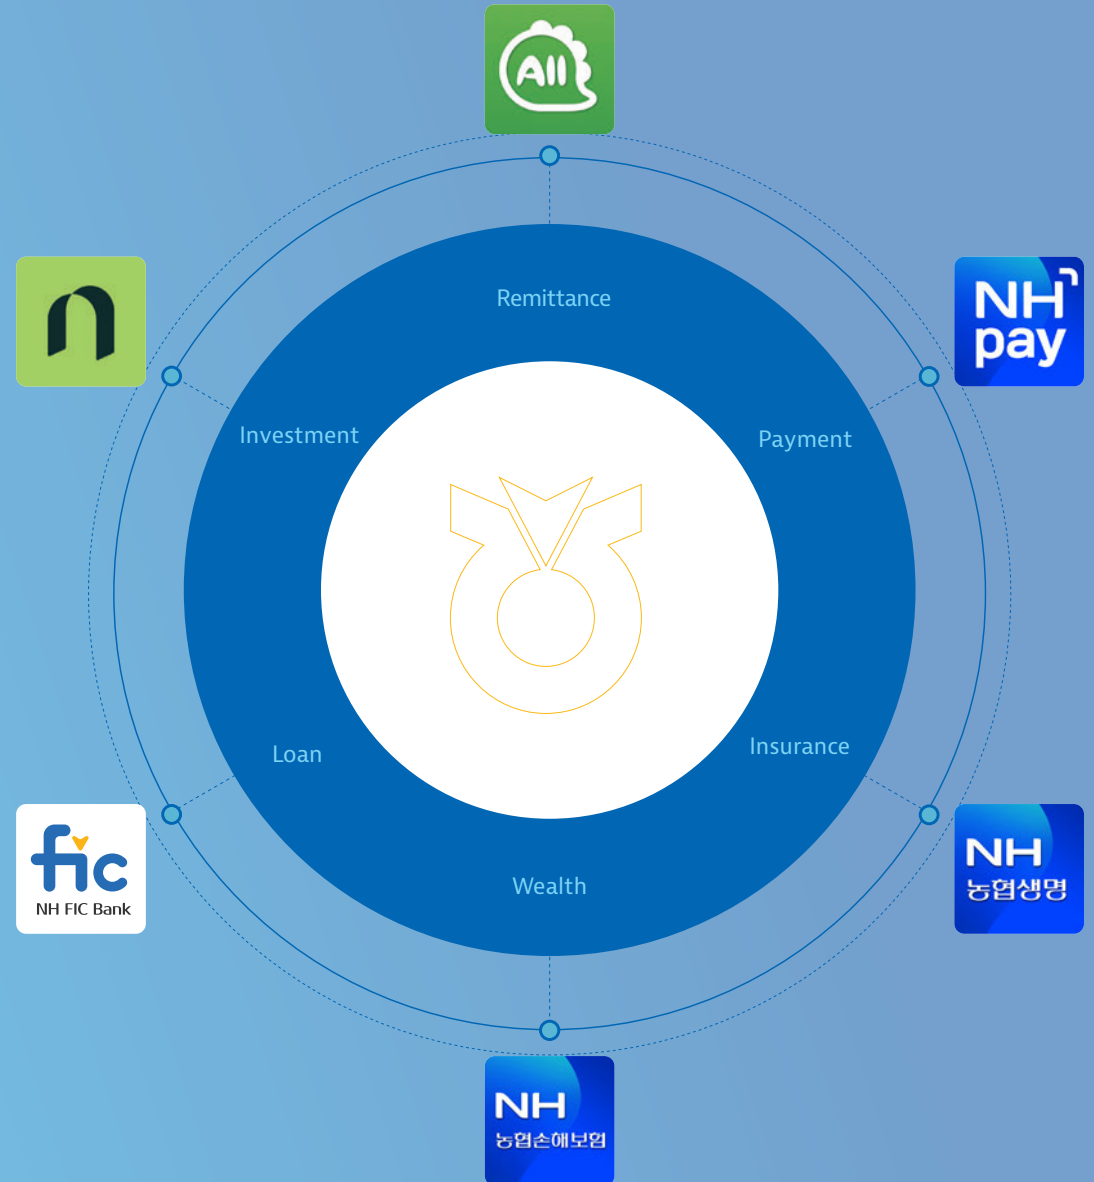 All
Remittance
NH
pay
Investment
Payment
Loan
Insurance
fic
NH FIC Bank
Wealth
NH
농협생명
NH
농협손해보험